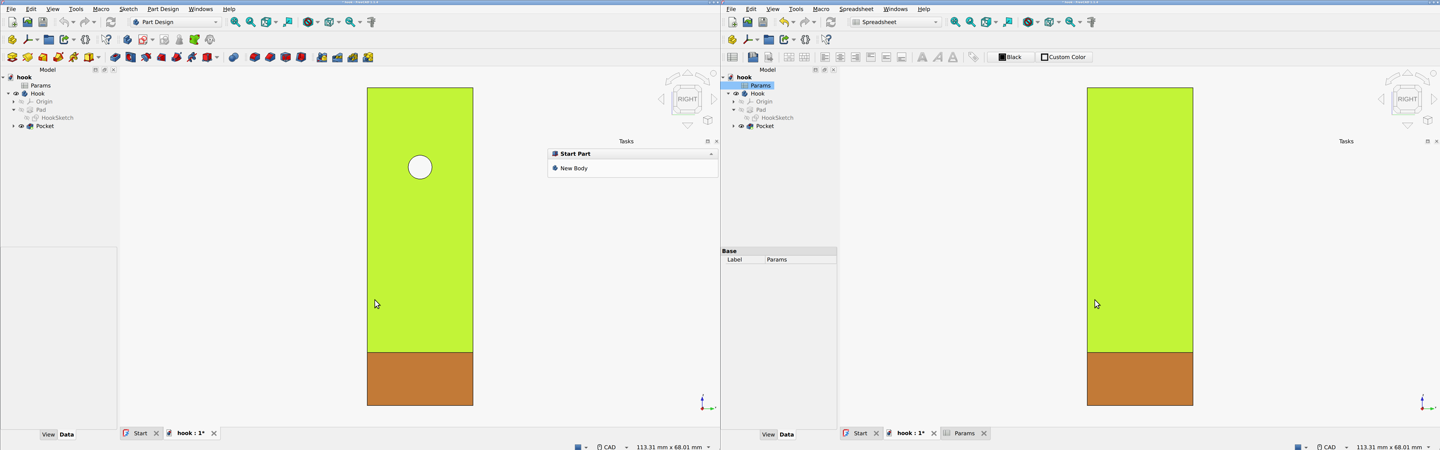 File Edit View Tools Macro Sketch Part Design Windows Help
Part Design
Model
hook
Params
Hook
Origin
Pad
HookSketch
Pocket
RIGHT
Tasks
Start Part
New Body
View Data
Start
hook : 1*
CAD
113.31 mm x 68.01 mm
File Edit View Tools Macro Spreadsheet Windows Help
Spreadsheet
Black
Custom Color
Model
hook
Params
Hook
Origin
Pad
HookSketch
Pocket
RIGHT
Tasks
Base
Label Params
View Data
Start
hook : 1*
Params
CAD
113.31 mm x 68.01 mm